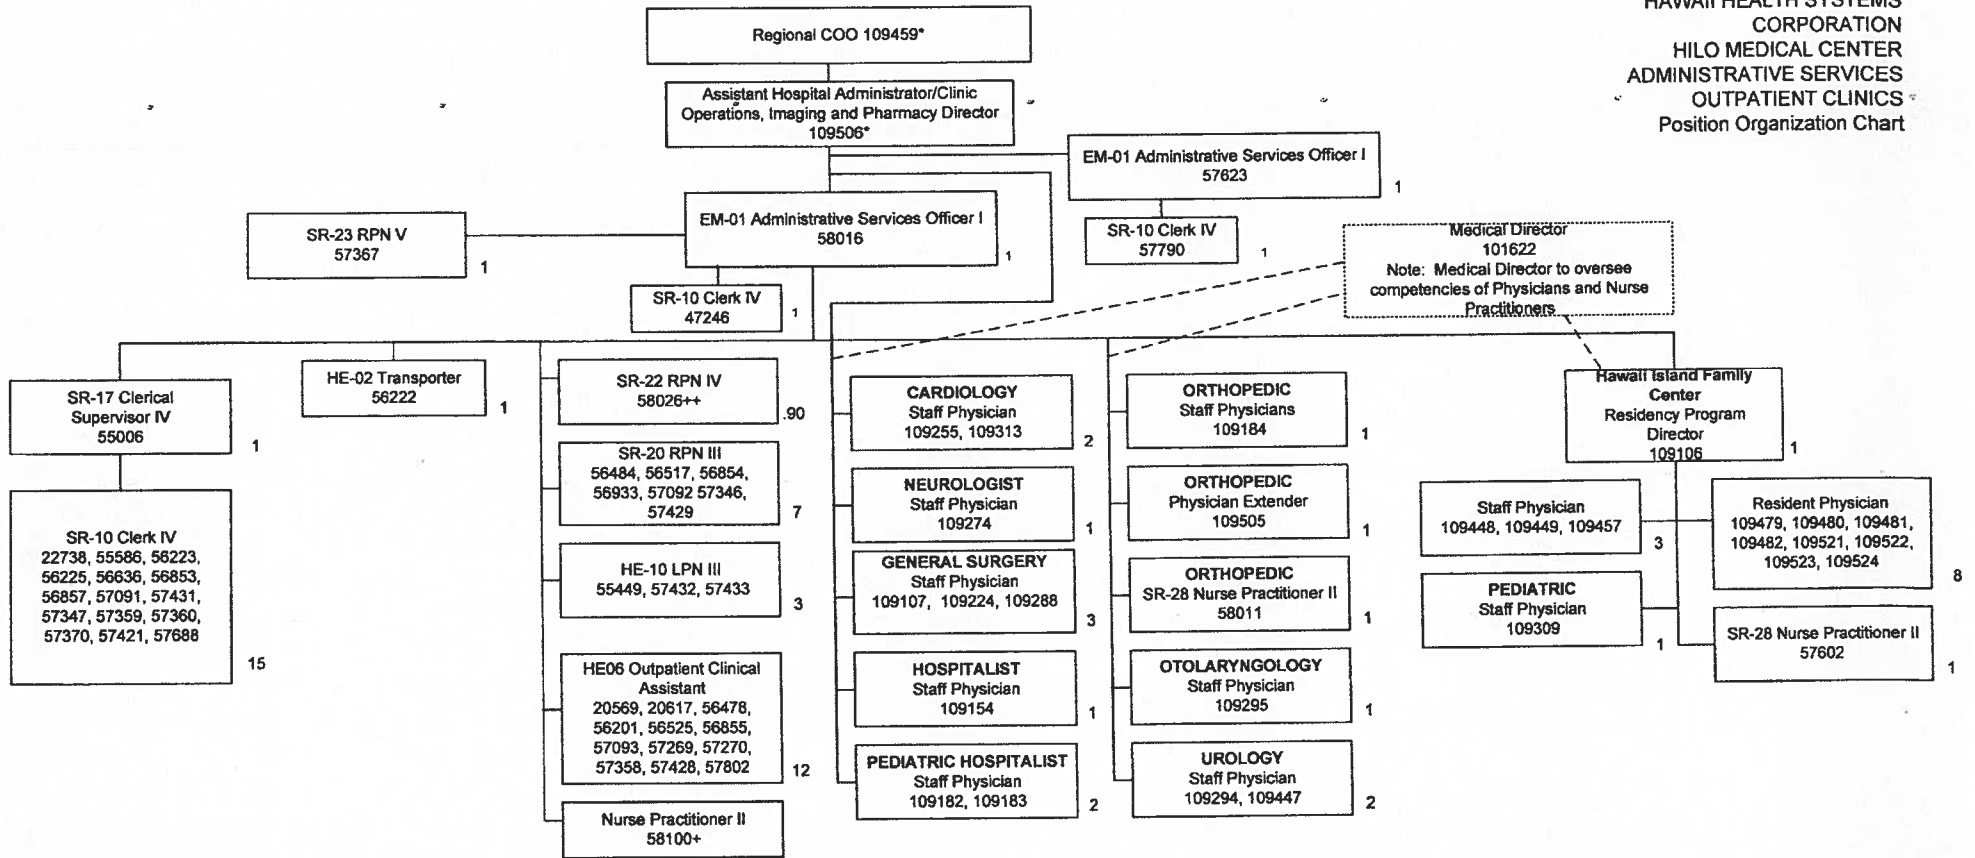 HAWAII HEALTH SYSTEMS
CORPORATION
HILO MEDICAL CENTER
ADMINISTRATIVE SERVICES
OUTPATIENT CLINICS
Position Organization Chart
Regional COO 109459*
Assistant Hospital Administrator/Clinic
Operations, Imaging and Pharmacy Director
109506*
EM-01 Administrative Services Officer I
57623
1
SR-10 Clerk IV
57790
1
EM-01 Administrative Services Officer I
58016
1
SR-23 RPN V
57367
1
SR-10 Clerk IV
47246
1
Medical Director
101622
Note: Medical Director to oversee
competencies of Physicians and Nurse
Practitioners
SR-17 Clerical
Supervisor IV
55006
1
SR-10 Clerk IV
22738, 55586, 56223,
56225, 56636, 56853,
56857, 57091, 57431,
57347, 57359, 57360,
57370, 57421, 57688
15
HE-02 Transporter
56222
1
SR-22 RPN IV
58026++
.90
SR-20 RPN III
56484, 56517, 56854,
56933, 57092 57346,
57429
7
HE-10 LPN III
55449, 57432, 57433
3
HE06 Outpatient Clinical
Assistant
20569, 20617, 56478,
56201, 56525, 56855,
57093, 57269, 57270,
57358, 57428, 57802
12
Nurse Practitioner II
58100+
CARDIOLOGY
Staff Physician
109255, 109313
2
NEUROLOGIST
Staff Physician
109274
1
GENERAL SURGERY
Staff Physician
109107, 109224, 109288
3
HOSPITALIST
Staff Physician
109154
1
PEDIATRIC HOSPITALIST
Staff Physician
109182, 109183
2
ORTHOPEDIC
Staff Physicians
109184
1
ORTHOPEDIC
Physician Extender
109505
1
ORTHOPEDIC
SR-28 Nurse Practitioner II
58011
1
OTOLARYNGOLOGY
Staff Physician
109295
1
UROLOGY
Staff Physician
109294, 109447
2
Hawaii Island Family
Center
Residency Program
Director
109106
1
Staff Physician
109448, 109449, 109457
3
Resident Physician
109479, 109480, 109481,
109482, 109521, 109522,
109523, 109524
8
PEDIATRIC
Staff Physician
109309
1
SR-28 Nurse Practitioner II
57602
1